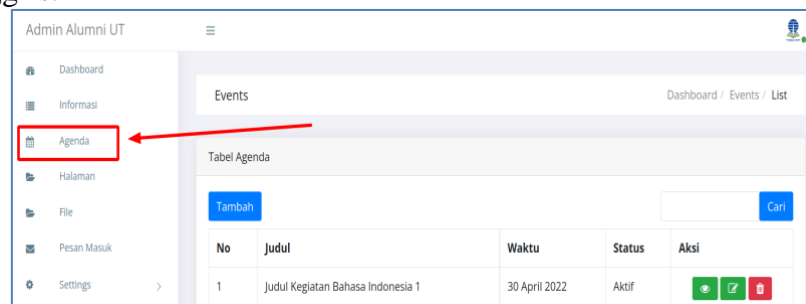 Admin Alumni UT
Dashboard
Informasi
Agenda
Halaman
File
Pesan Masuk
Settings
Events
Dashboard / Events / List
Tabel Agenda
Tambah
Cari
No Judul Waktu Status Aksi
1 Judul Kegiatan Bahasa Indonesia 1 30 April 2022 Aktif